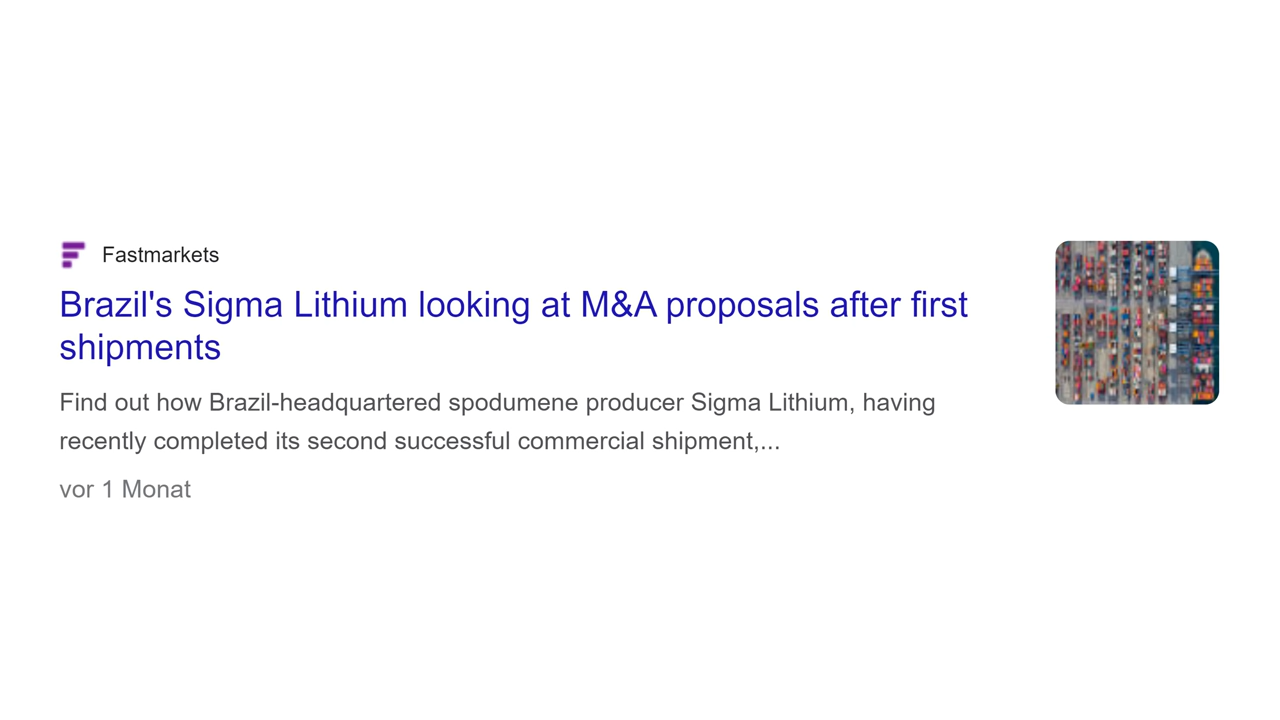 Fastmarkets
Brazil's Sigma Lithium looking at M&A proposals after first
shipments
Find out how Brazil-headquartered spodumene producer Sigma Lithium, having
recently completed its second successful commercial shipment,...
vor 1 Monat